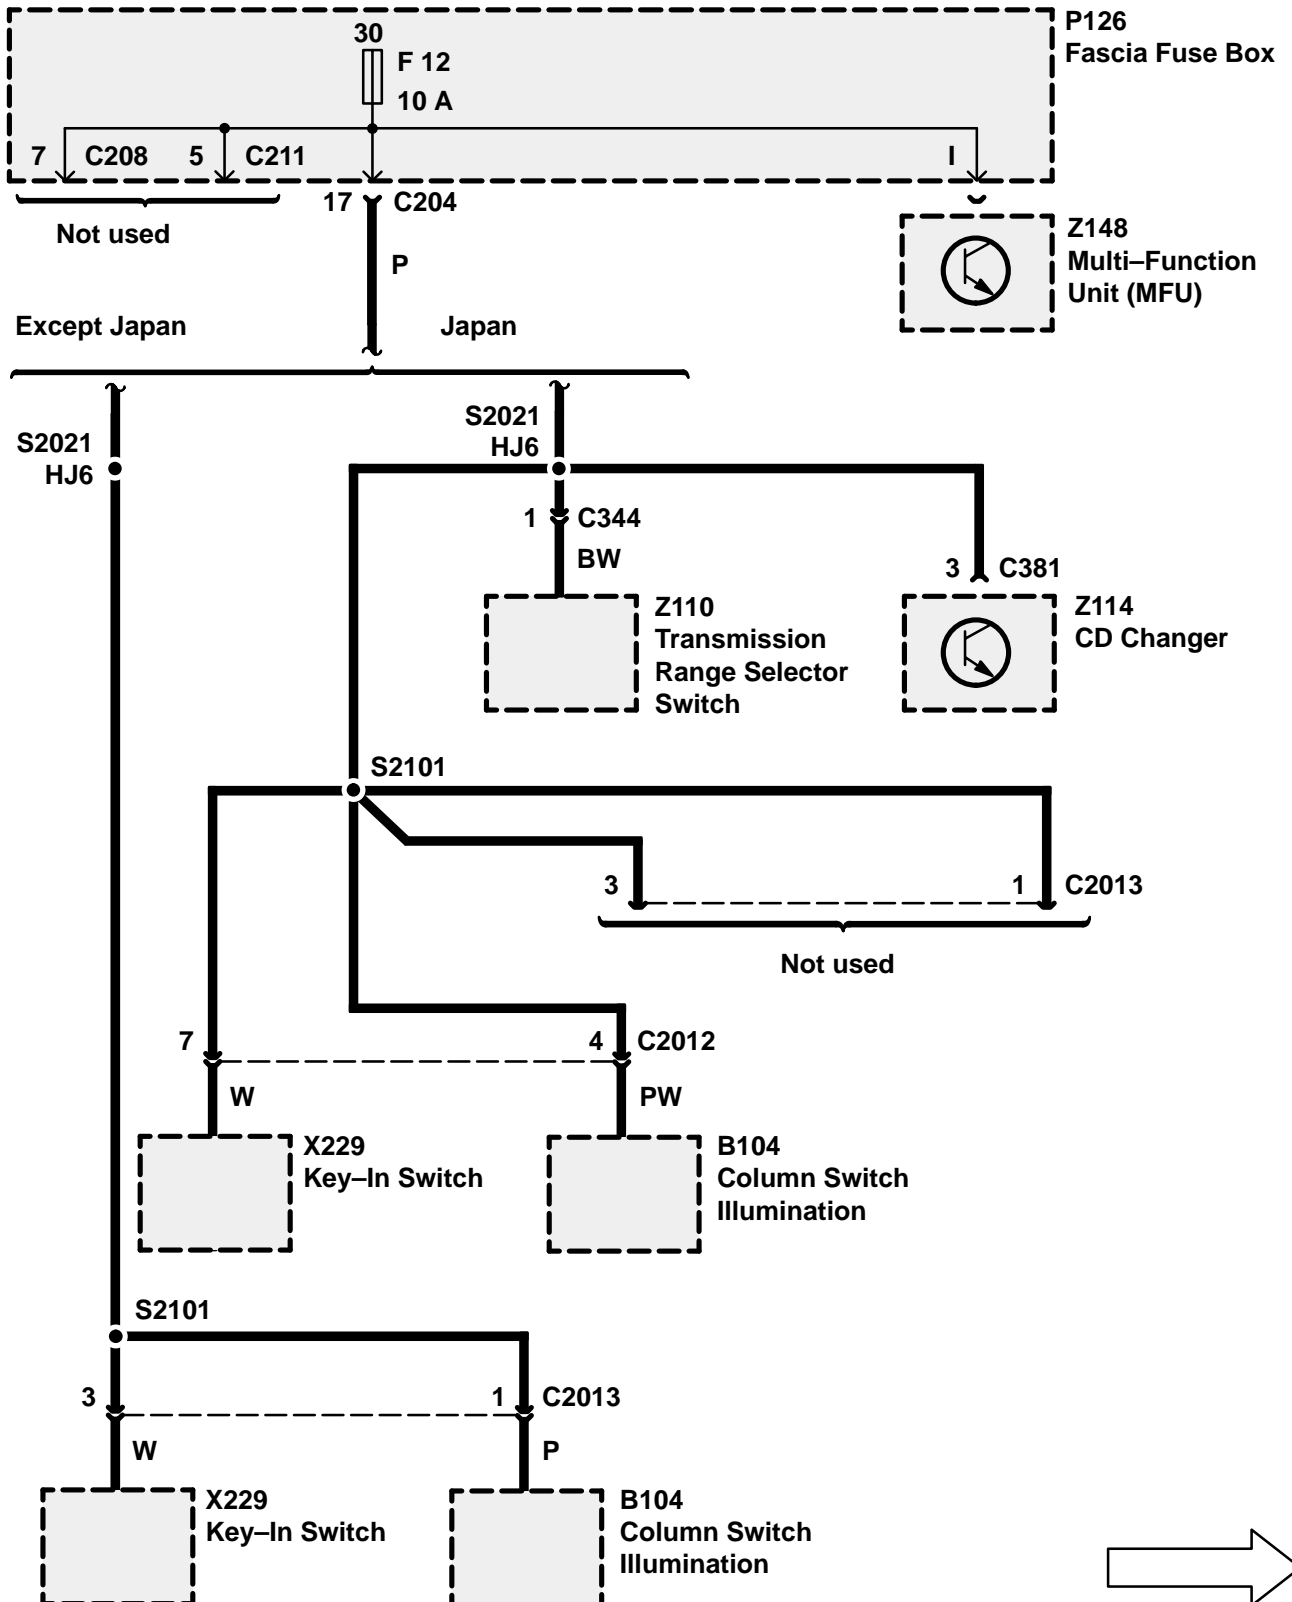 P126
Fascia Fuse Box
30
F 12
10 A
7 C208 5 C211 I
17 C204
Not used
P
Z148
Multi–Function
Unit (MFU)
Except Japan Japan
S2021
HJ6
S2021
HJ6
1 C344
BW
3 C381
Z110
Transmission
Range Selector
Switch
Z114
CD Changer
S2101
3 1 C2013
Not used
7 4 C2012
W PW
X229
Key–In Switch
B104
Column Switch
Illumination
S2101
3 1 C2013
W P
X229
Key–In Switch
B104
Column Switch
Illumination